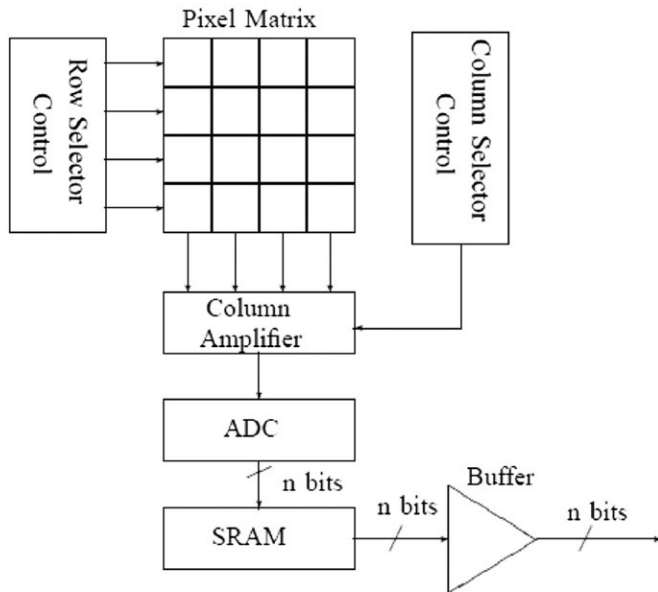 Pixel Matrix
Row Selector
Control
Column Selector
Control
Column
Amplifier
ADC
n bits
SRAM
n bits
Buffer
n bits